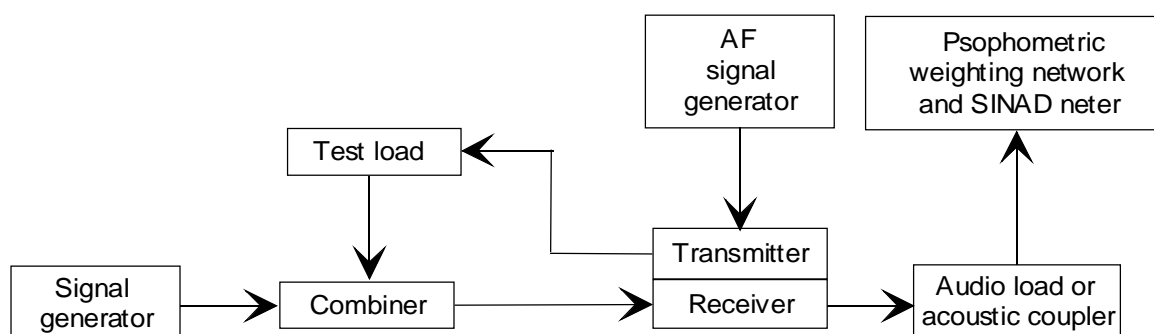 AF
signal
generator
Psophometric
weighting network
and SINAD neter
Test load
Transmitter
Signal
generator
Combiner
Receiver
Audio load or
acoustic coupler